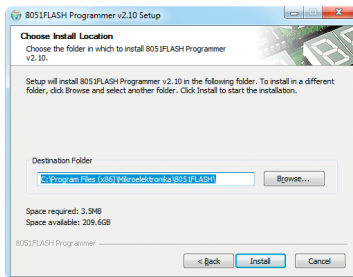 8051FLASH Programmer v2.10 Setup
Choose Install Location
Choose the folder in which to install 8051FLASH Programmer
v2.10.
Setup will install 8051FLASH Programmer v2.10 in the following folder. To install in a different
folder, click Browse and select another folder. Click Install to start the installation.
Destination Folder
C:\Program Files (x86)\Mikroelektronika\8051FLASH\
Browse...
Space required: 3.5MB
Space available: 209.6GB
8051FLASH Programmer
< Back
Install
Cancel